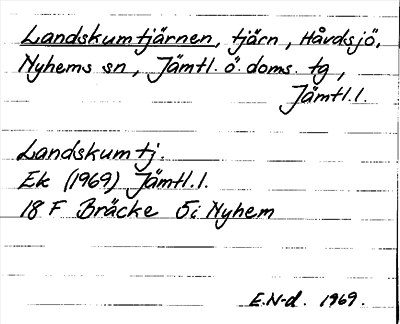 Landskumtjärnen, tjärn, Håvdsjö,
Nyhems sn, Jämtl. ö. doms. tg,
Jämtl.l.
Landskumtj.
Ek (1969) Jämtl.l.
18 F Bräcke 5i Nyhem
E.N-d. 1969.